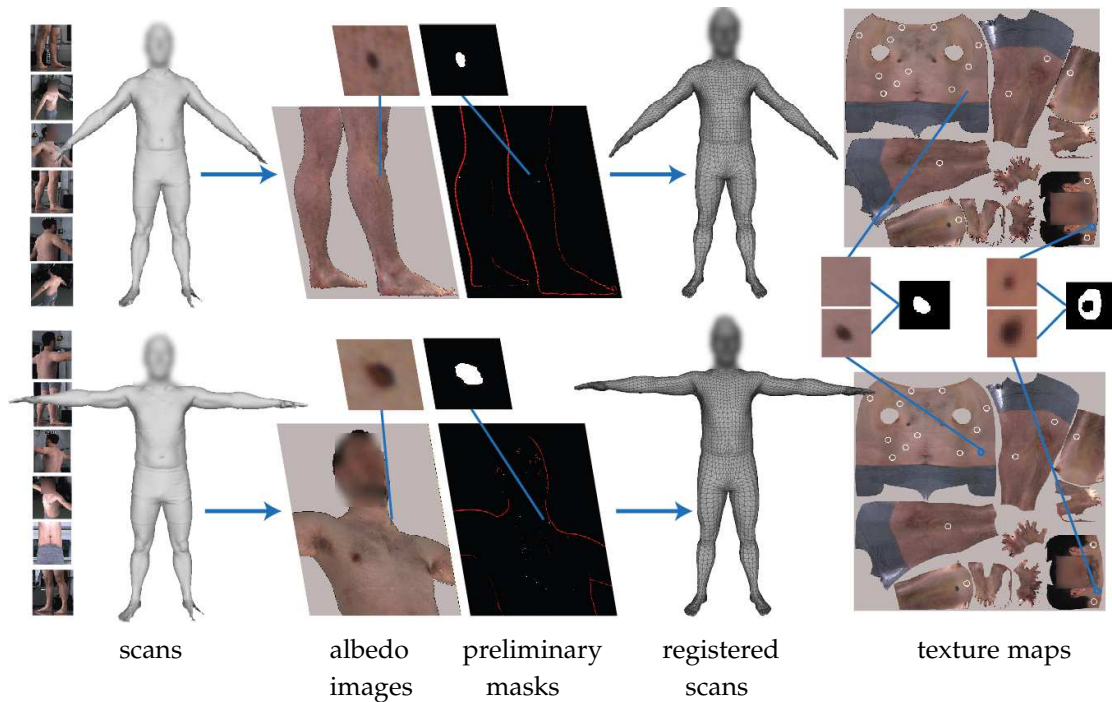 scans
albedo
images
preliminary
masks
registered
scans
texture maps